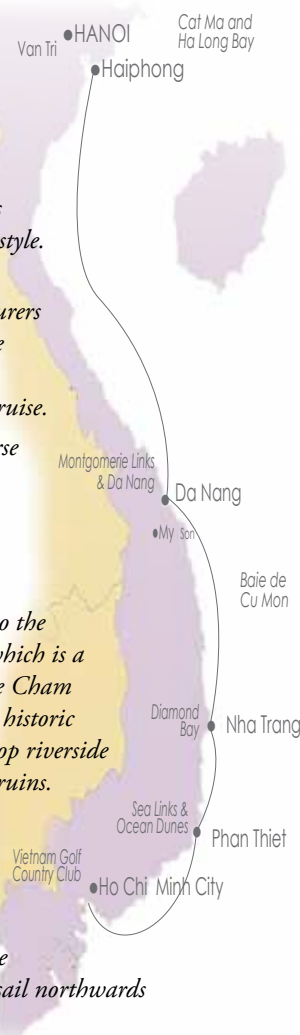 Cat Ma and
Ha Long Bay
HANOI
Van Tri
Haiphong
style.
urers
ruise.
rse
Montgomerie Links
& Da Nang
Da Nang
My Son
Baie de
Cu Mon
o the
which is a
e Cham
historic
op riverside
ruins.
Diamond
Bay
Nha Trang
Sea Links &
Ocean Dunes
Phan Thiet
Vietnam Golf
Country Club
Ho Chi Minh City
e
sail northwards